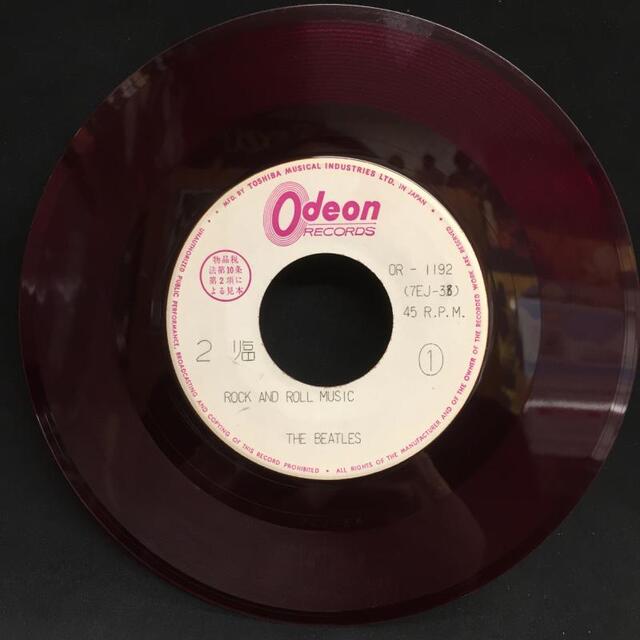 MFD. BY TOSHIBA MUSICAL INDUSTRIES LTD. IN JAPAN
Odeon
RECORDS
物品税
法第10条
第2項に
よる見本
OR - 1192
(7EJ-38)
45 R.P.M.
2 臨
①
ROCK AND ROLL MUSIC
THE BEATLES
UNAUTHORIZED PUBLIC PERFORMANCE, BROADCASTING AND COPYING OF THIS RECORD PROHIBITED • ALL RIGHTS OF THE MANUFACTURER AND OF THE OWNER OF THE RECORDED WORK ARE RESERVED